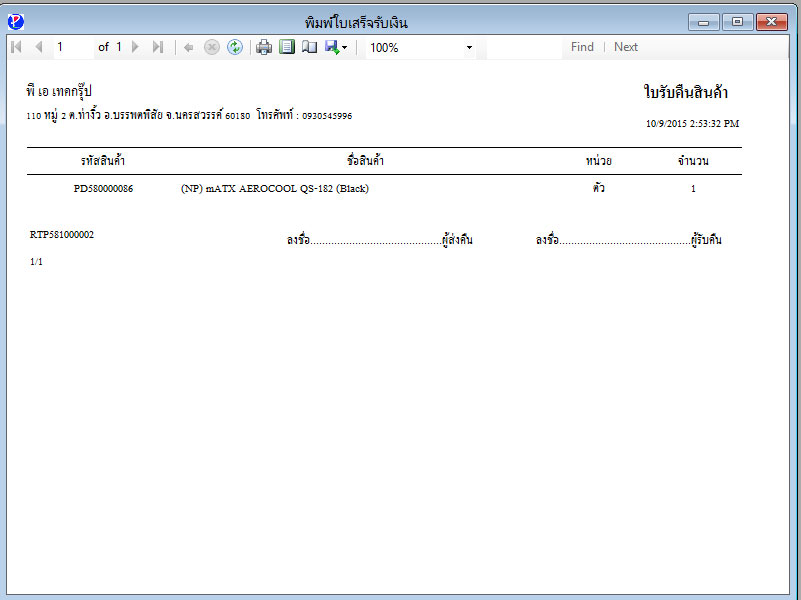 พิมพ์ใบเสร็จรับเงิน
1 of 1 100% Find Next
พี เอ เทคกรุ๊ป ใบรับคืนสินค้า
110 หมู่ 2 ต.ท่างิ้ว อ.บรรพตพิสัย จ.นครสวรรค์ 60180 โทรศัพท์ : 0930545996
10/9/2015 2:53:32 PM
รหัสสินค้า ชื่อสินค้า หน่วย จำนวน
PD580000086 (NP) mATX AEROCOOL QS-182 (Black) ตัว 1
RTP581000002 ลงชื่อ............................................ผู้ส่งคืน ลงชื่อ............................................ผู้รับคืน
1/1